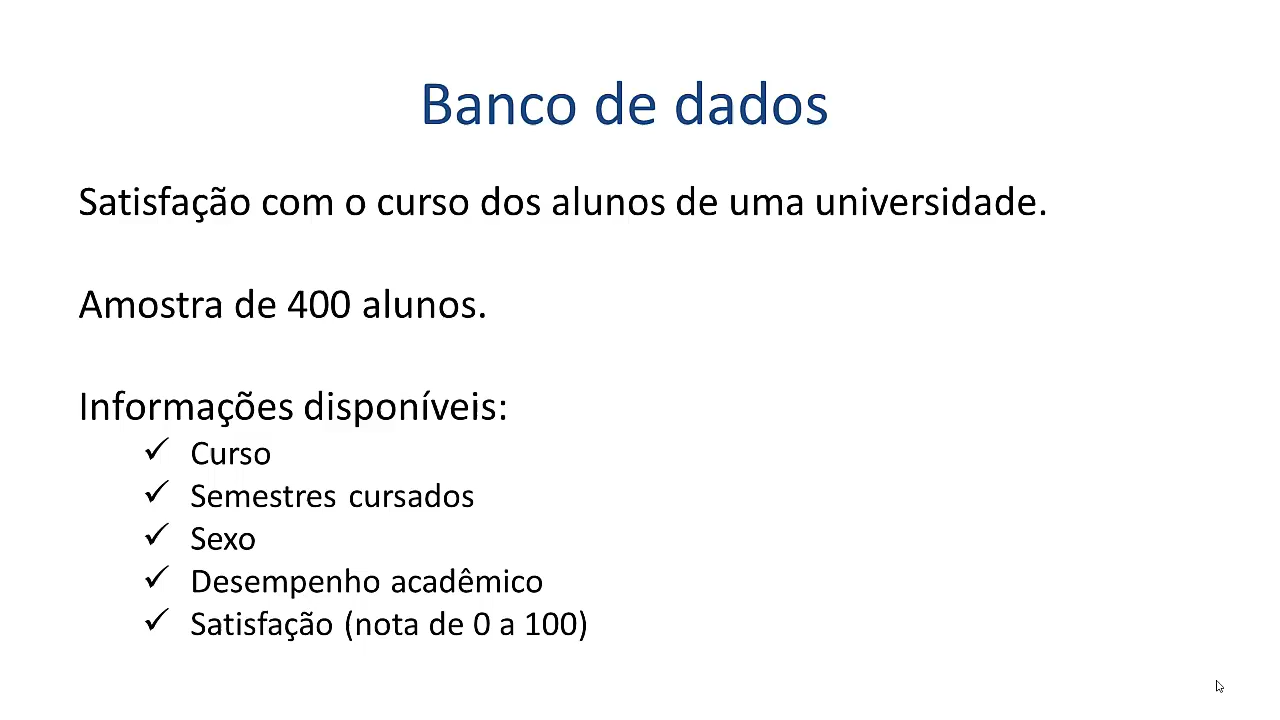 Banco de dados
Satisfação com o curso dos alunos de uma universidade.
Amostra de 400 alunos.
Informações disponíveis:
✓ Curso
✓ Semestres cursados
✓ Sexo
✓ Desempenho acadêmico
✓ Satisfação (nota de 0 a 100)